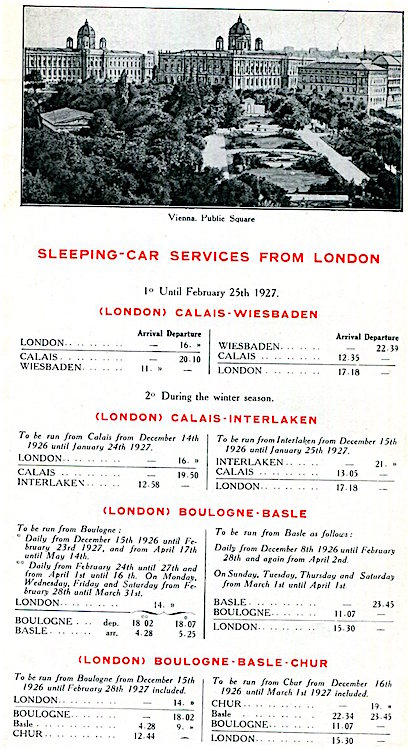 Vienna. Public Square
SLEEPING-CAR SERVICES FROM LONDON
1º Until February 25th 1927.
(LONDON) CALAIS-WIESBADEN
Arrival Departure
LONDON........... — 16. »
CALAIS......... — 20.10
WIESBADEN...... 11. » —
Arrival Departure
WIESBADEN...... — 22.39
CALAIS......... 12.35 —
LONDON......... 17.18 —
2º During the winter season.
(LONDON) CALAIS-INTERLAKEN
To be run from Calais from December 14th
1926 until January 24th 1927.
LONDON......... — 16. »
CALAIS......... — 19.50
INTERLAKEN..... 12.58 —
To be run from Interlaken from December 15th
1926 until January 25th 1927.
INTERLAKEN..... — 21. »
CALAIS......... 13.05 —
LONDON......... 17.18 —
(LONDON) BOULOGNE-BASLE
To be run from Boulogne :
° Daily from December 15th 1926 until Fe-
bruary 23rd 1927, and from April 17th
until May 14th.
°° Daily from February 24th until 27th and
from April 1st until 16 th. On Monday,
Wednesday, Friday and Saturday from Fe-
bruary 28th until March 31st.
LONDON......... 14. »
°° °
BOULOGNE... dep. 18 02 18.07
BASLE...... arr. 4.28 5.25
To be run from Basle as follows :
Daily from December 8th 1926 until February
28th and again from April 2nd.
On Sunday, Tuesday, Thursday and Saturday
from March 1st until April 1st.
BASLE.......... — 23.45
BOULOGNE....... 11.07 —
LONDON......... 15.30 —
(LONDON) BOULOGNE-BASLE-CHUR
To be run from Boulogne from December 15th
1926 until February 28th 1927 included.
LONDON......... — 14. »
BOULOGNE....... — 18.02
Basle.......... 4.28 9. »
CHUR........... 12.44 —
To be run from Chur from December 16th
1926 until March 1st 1927 included.
CHUR........... — 19. »
Basle.......... 22.34 23.45
BOULOGNE....... 11.07 —
LONDON......... 15.30 —